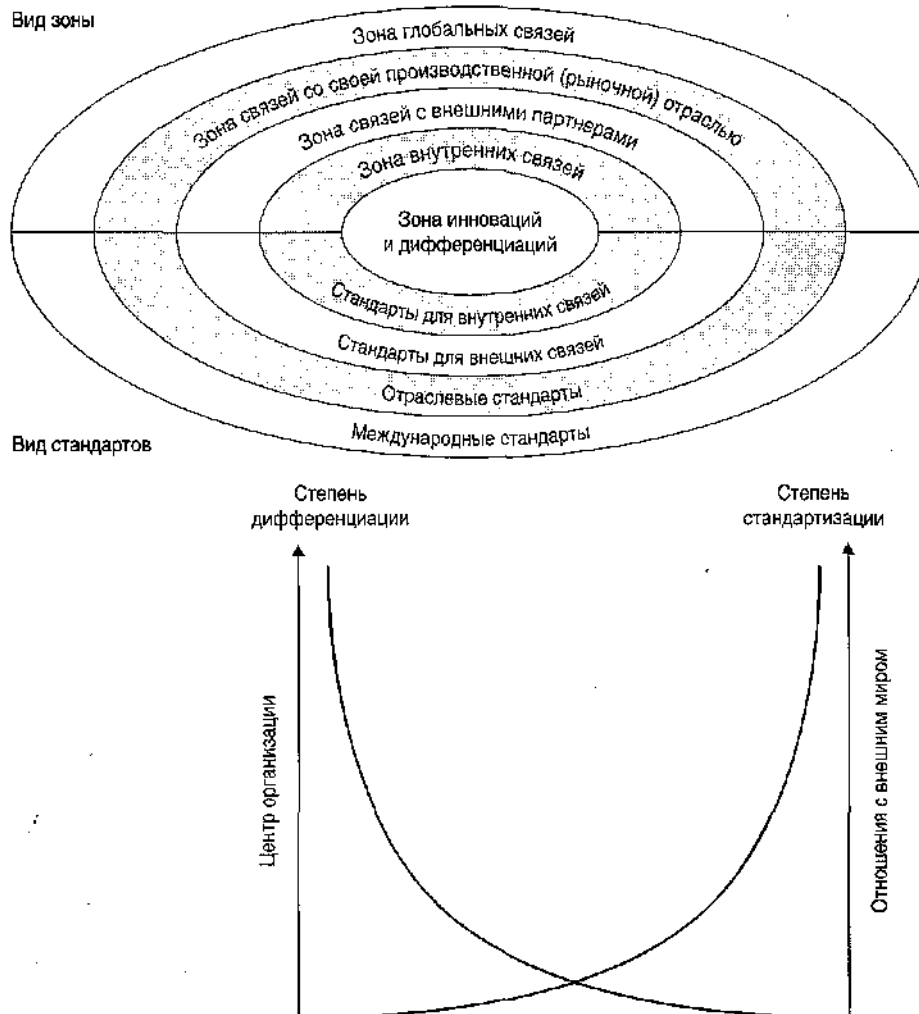 Вид зоны
Зона глобальных связей
Зона связей со своей производственной (рыночной) отраслью
Зона связей с внешними партнерами
Зона внутренних связей
Зона инноваций
и дифференциаций
Стандарты для внутренних связей
Стандарты для внешних связей
Отраслевые стандарты
Международные стандарты
Вид стандартов
Степень
дифференциации
Степень
стандартизации
Центр организации
Отношения с внешним миром